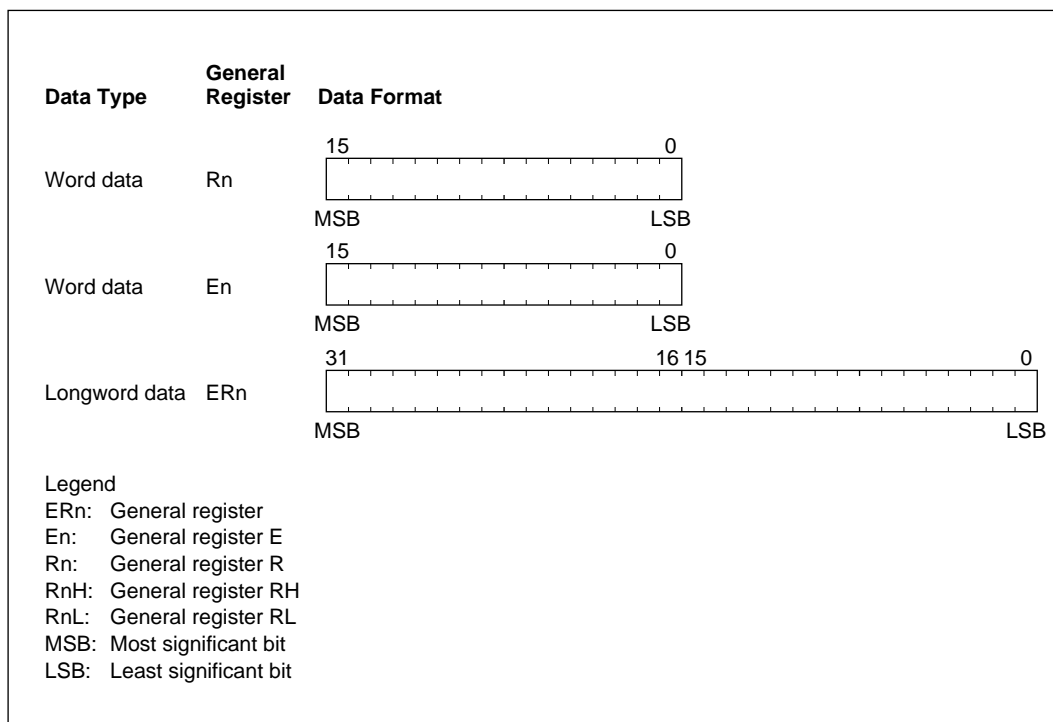 General
Data Type Register Data Format
15 0
Word data Rn
MSB LSB
15 0
Word data En
MSB LSB
31 16 15 0
Longword data ERn
MSB LSB
Legend
ERn: General register
En: General register E
Rn: General register R
RnH: General register RH
RnL: General register RL
MSB: Most significant bit
LSB: Least significant bit